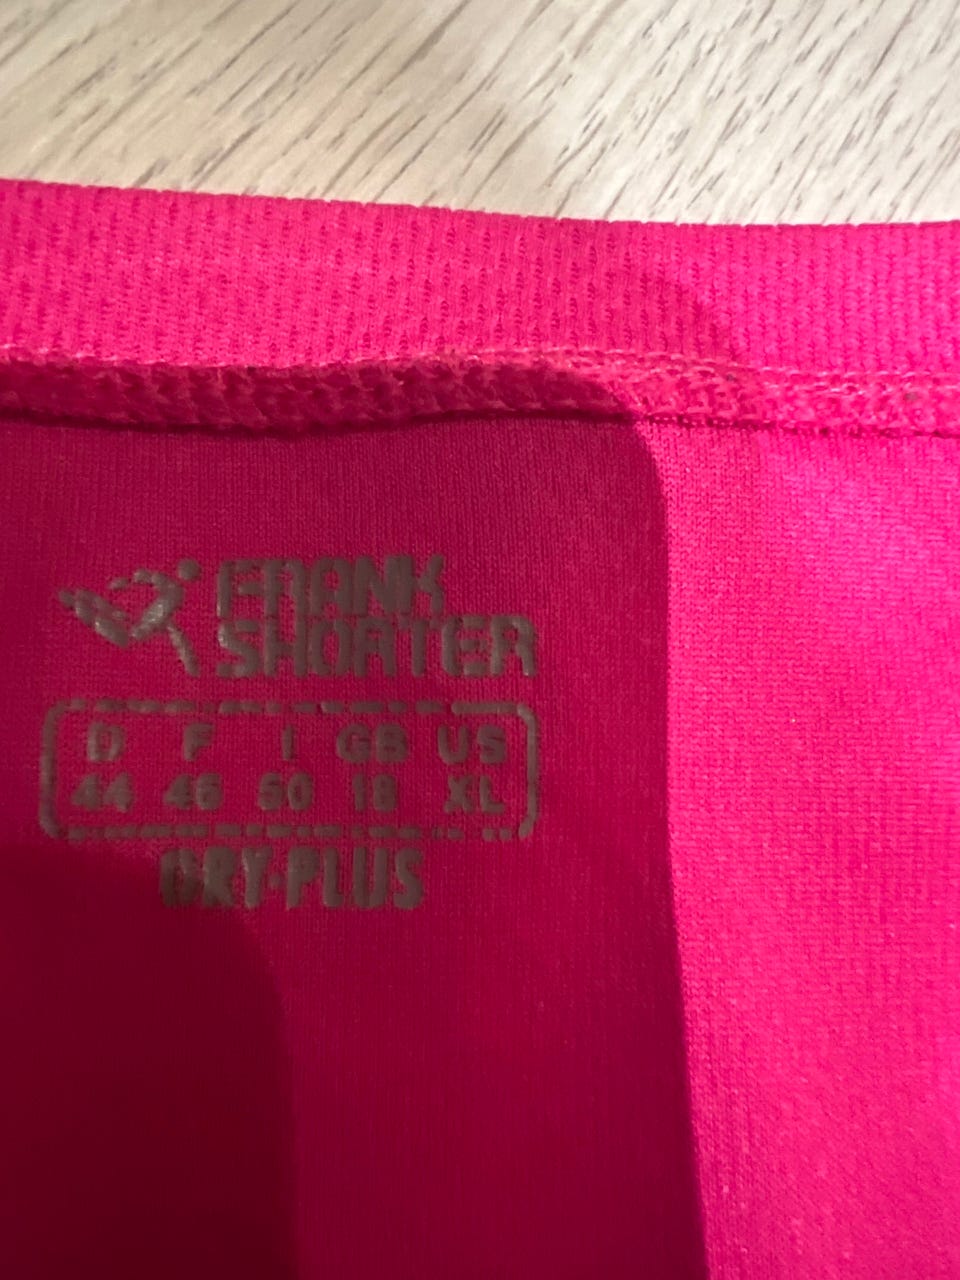 FRANK
SHORTER
D F I GB US
44 46 50 18 XL
DRY·PLUS